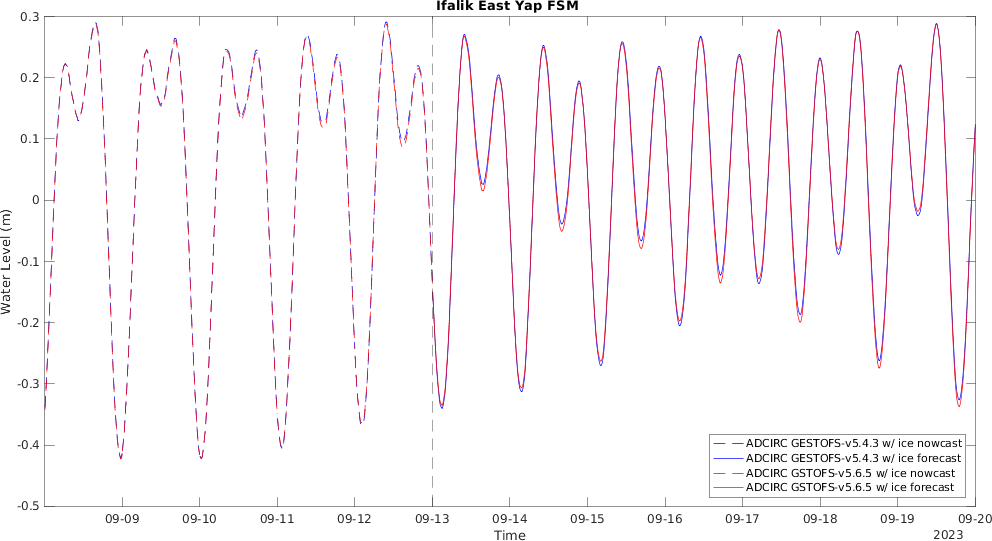 Ifalik East Yap FSM
0.3
0.2
0.1
0
-0.1
-0.2
-0.3
-0.4
-0.5
Water Level (m)
ADCIRC GESTOFS-v5.4.3 w/ ice nowcast
ADCIRC GESTOFS-v5.4.3 w/ ice forecast
ADCIRC GSTOFS-v5.6.5 w/ ice nowcast
ADCIRC GSTOFS-v5.6.5 w/ ice forecast
09-09 09-10 09-11 09-12 09-13 09-14 09-15 09-16 09-17 09-18 09-19 09-20
Time
2023